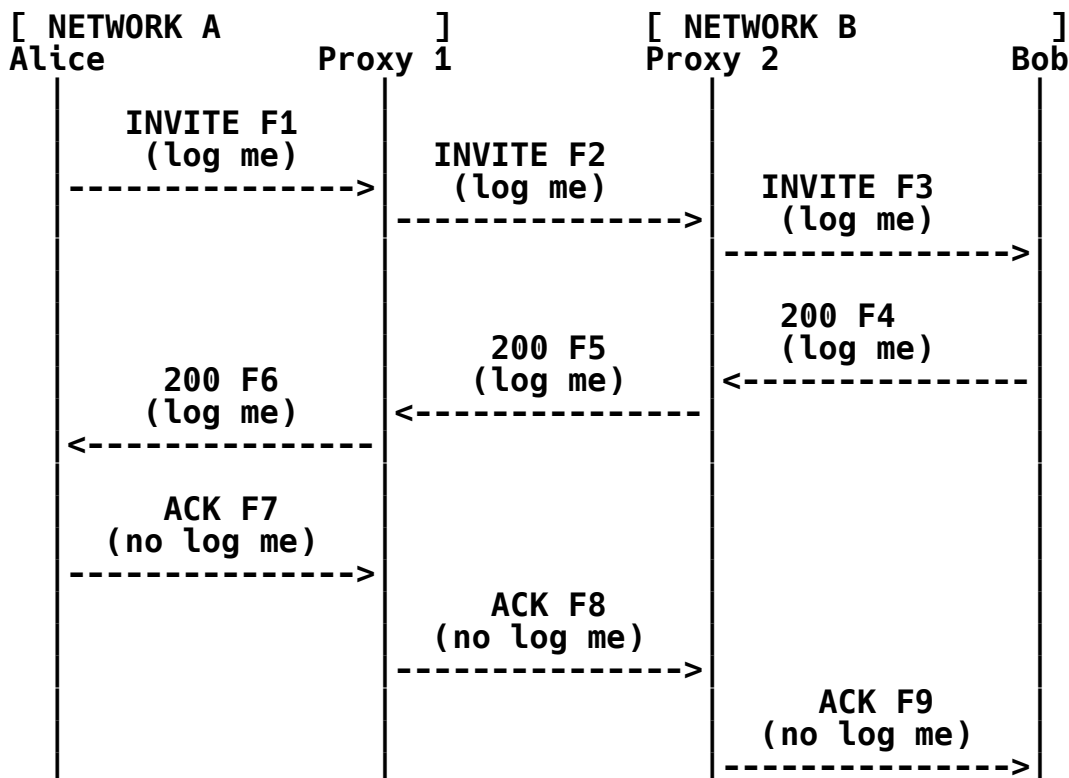 [ NETWORK A ] [ NETWORK B ]
Alice Proxy 1 Proxy 2 Bob
INVITE F1
(log me) INVITE F2
---------------> (log me) INVITE F3
---------------> (log me)
--------------->
200 F4
200 F5 (log me)
200 F6 (log me) <---------------
(log me) <---------------
<---------------
ACK F7
(no log me)
--------------->
ACK F8
(no log me)
--------------->
ACK F9
(no log me)
--------------->